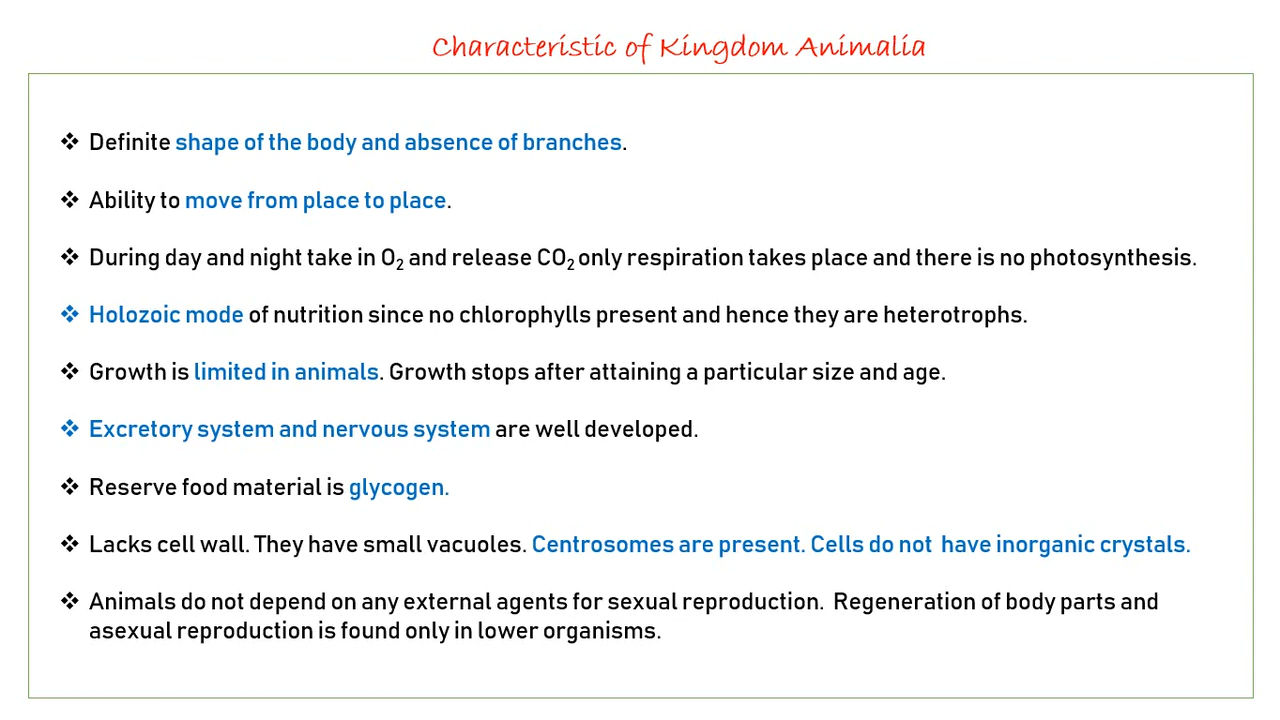 Characteristic of Kingdom Animalia
❖ Definite shape of the body and absence of branches.
❖ Ability to move from place to place.
❖ During day and night take in O₂ and release CO₂ only respiration takes place and there is no photosynthesis.
❖ Holozoic mode of nutrition since no chlorophylls present and hence they are heterotrophs.
❖ Growth is limited in animals. Growth stops after attaining a particular size and age.
❖ Excretory system and nervous system are well developed.
❖ Reserve food material is glycogen.
❖ Lacks cell wall. They have small vacuoles. Centrosomes are present. Cells do not have inorganic crystals.
❖ Animals do not depend on any external agents for sexual reproduction. Regeneration of body parts and
asexual reproduction is found only in lower organisms.